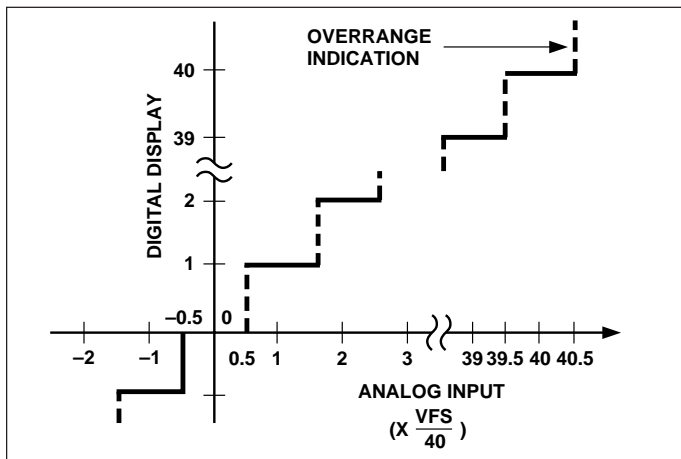 OVERRANGE
INDICATION
DIGITAL DISPLAY
40
39
2
1
–0.5 0
–2 –1 0.5 1 2 3 39 39.5 40 40.5
ANALOG INPUT
(X VFS
40 )